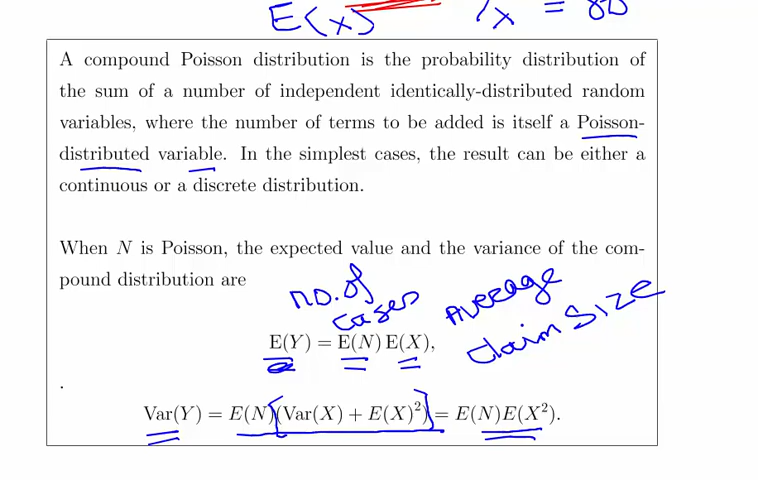 E(X)   x = 80
A compound Poisson distribution is the probability distribution of
the sum of a number of independent identically-distributed random
variables, where the number of terms to be added is itself a Poisson-
distributed variable. In the simplest cases, the result can be either a
continuous or a discrete distribution.
When N is Poisson, the expected value and the variance of the com-
pound distribution are
no. of
cases
Average
claim size
E(Y) = E(N) E(X),
.
Var(Y) = E(N)(Var(X) + E(X)²) = E(N)E(X²).